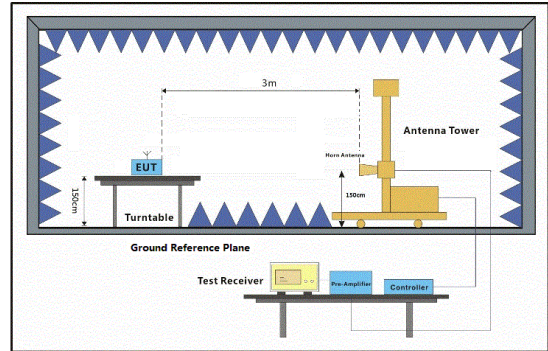 3m
Antenna Tower
Horn Antenna
EUT
150cm
150cm
Turntable
Ground Reference Plane
Test Receiver
Pre-Amplifier
Controller